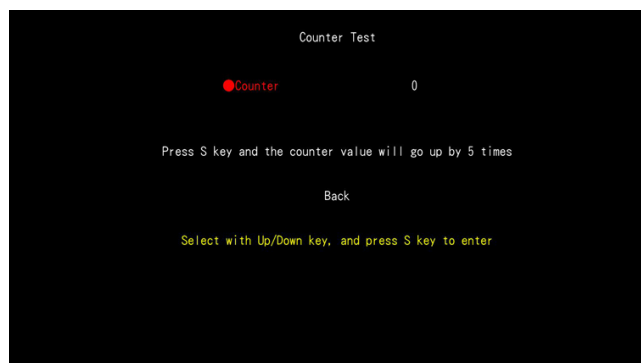 Counter Test
●Counter 0
Press S key and the counter value will go up by 5 times
Back
Select with Up/Down key, and press S key to enter